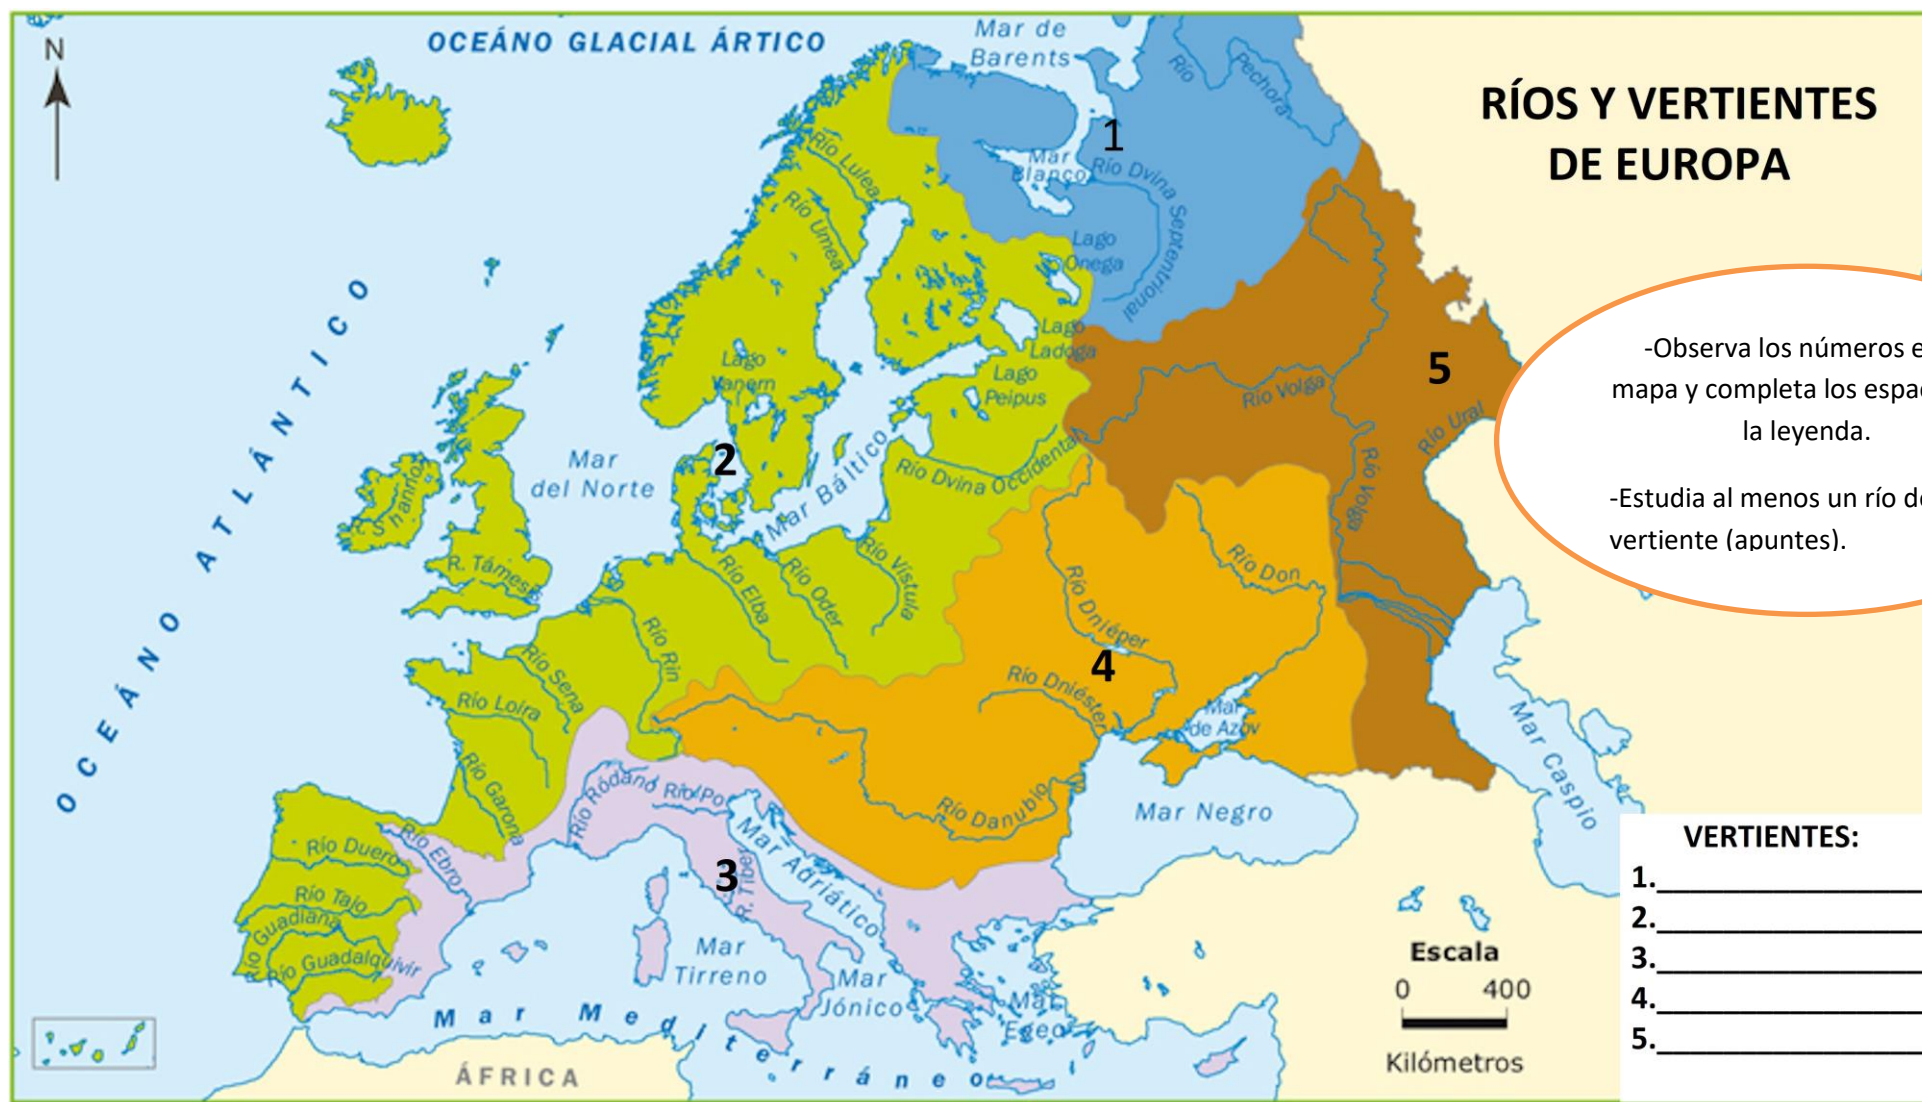 N
OCEÁNO GLACIAL ÁRTICO
Mar de
Barents
Río Pechora
RÍOS Y VERTIENTES
DE EUROPA
1
Mar
Blanco
Río Dvina Septentrional
Río Lulea
Río Umea
Lago
Onega
Lago
Ladoga
Lago
Peipus
Lago
Vanern
OCEÁNO ATLÁNTICO
Mar
del Norte
2
Mar Báltico
Río Dvina Occidental
Río Volga
5
Río Ural
Río Volga
-Observa los números e
mapa y completa los espa
la leyenda.
-Estudia al menos un río de
vertiente (apuntes).
R. Shannon
R. Támesis
Río Elba
Río Oder
Río Vístula
Río Rin
Río Sena
Río Loira
Río Garona
Río Dniéper
Río Don
4
Río Dniéster
Mar
de Azov
Mar Caspio
Río Ródano
Río Po
Río Danubio
Mar Negro
Río Duero
Río Ebro
Río Tajo
Río Guadiana
Río Guadalquivir
3
R. Tíber
Mar Adriático
Mar
Tirreno
Mar
Jónico
Mar
Egeo
Mar Mediterráneo
ÁFRICA
Escala
0 400
Kilómetros
VERTIENTES:
1.____________________
2.____________________
3.____________________
4.____________________
5.____________________